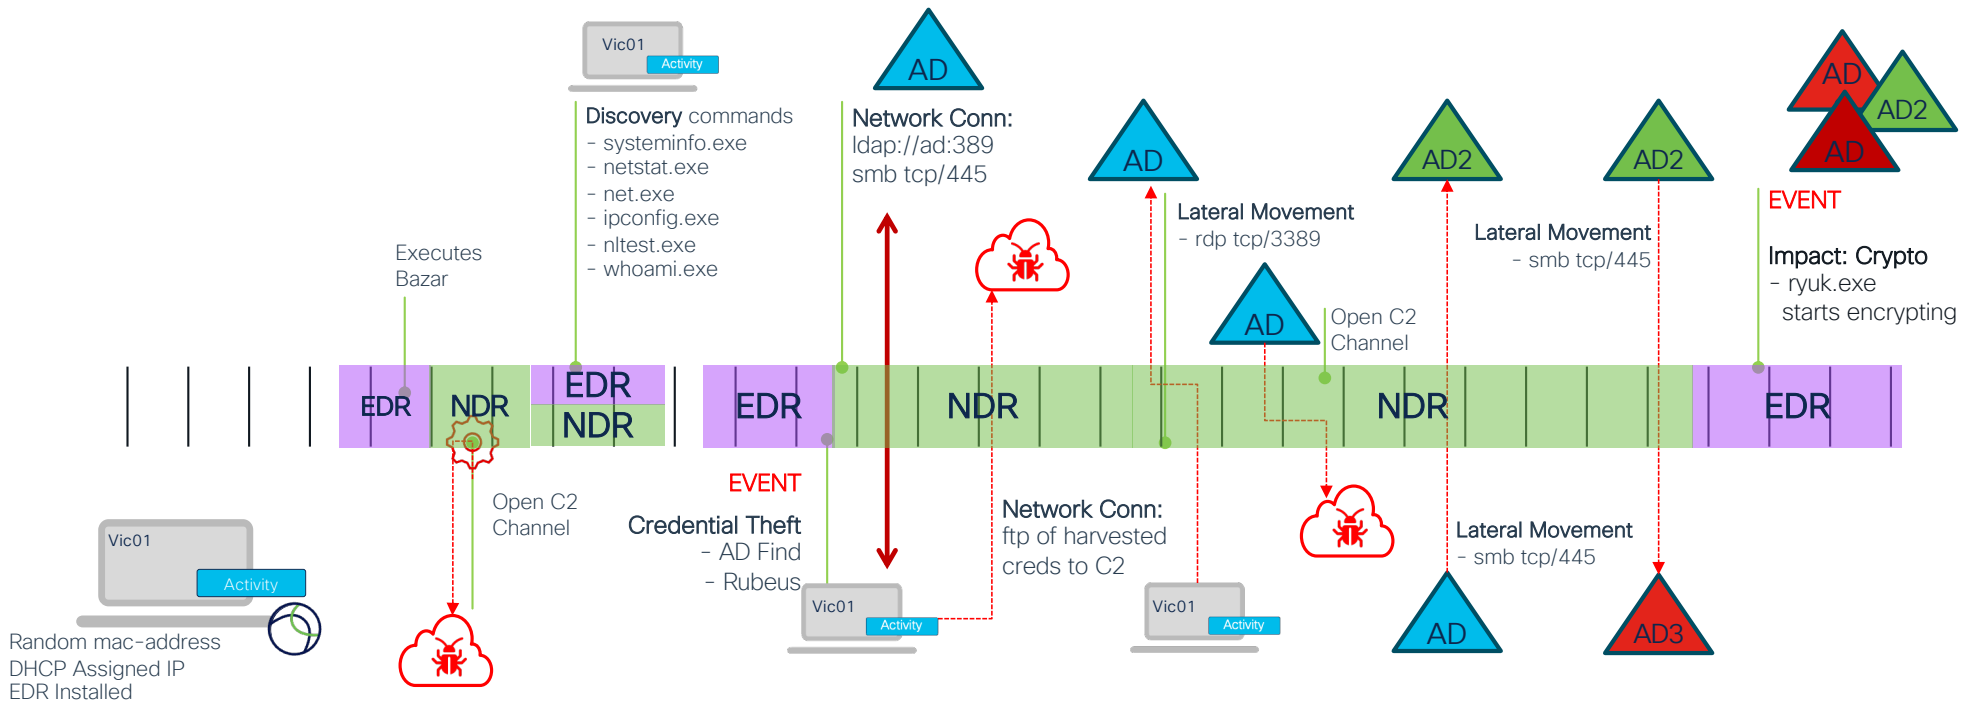 Vic01
Activity
Random mac-address
DHCP Assigned IP
EDR Installed
Executes
Bazar
EDR
NDR
Open C2
Channel
Vic01
Activity
Discovery commands
- systeminfo.exe
- netstat.exe
- net.exe
- ipconfig.exe
- nltest.exe
- whoami.exe
EDR
NDR
EDR
EVENT
Credential Theft
- AD Find
- Rubeus
Vic01
Activity
AD
Network Conn:
ldap://ad:389
smb tcp/445
NDR
Network Conn:
ftp of harvested
creds to C2
AD
Lateral Movement
- rdp tcp/3389
Vic01
Activity
AD
Open C2
Channel
NDR
AD2
Lateral Movement
- smb tcp/445
AD
AD2
Lateral Movement
- smb tcp/445
AD3
AD
AD2
AD
EVENT
Impact: Crypto
- ryuk.exe
starts encrypting
EDR